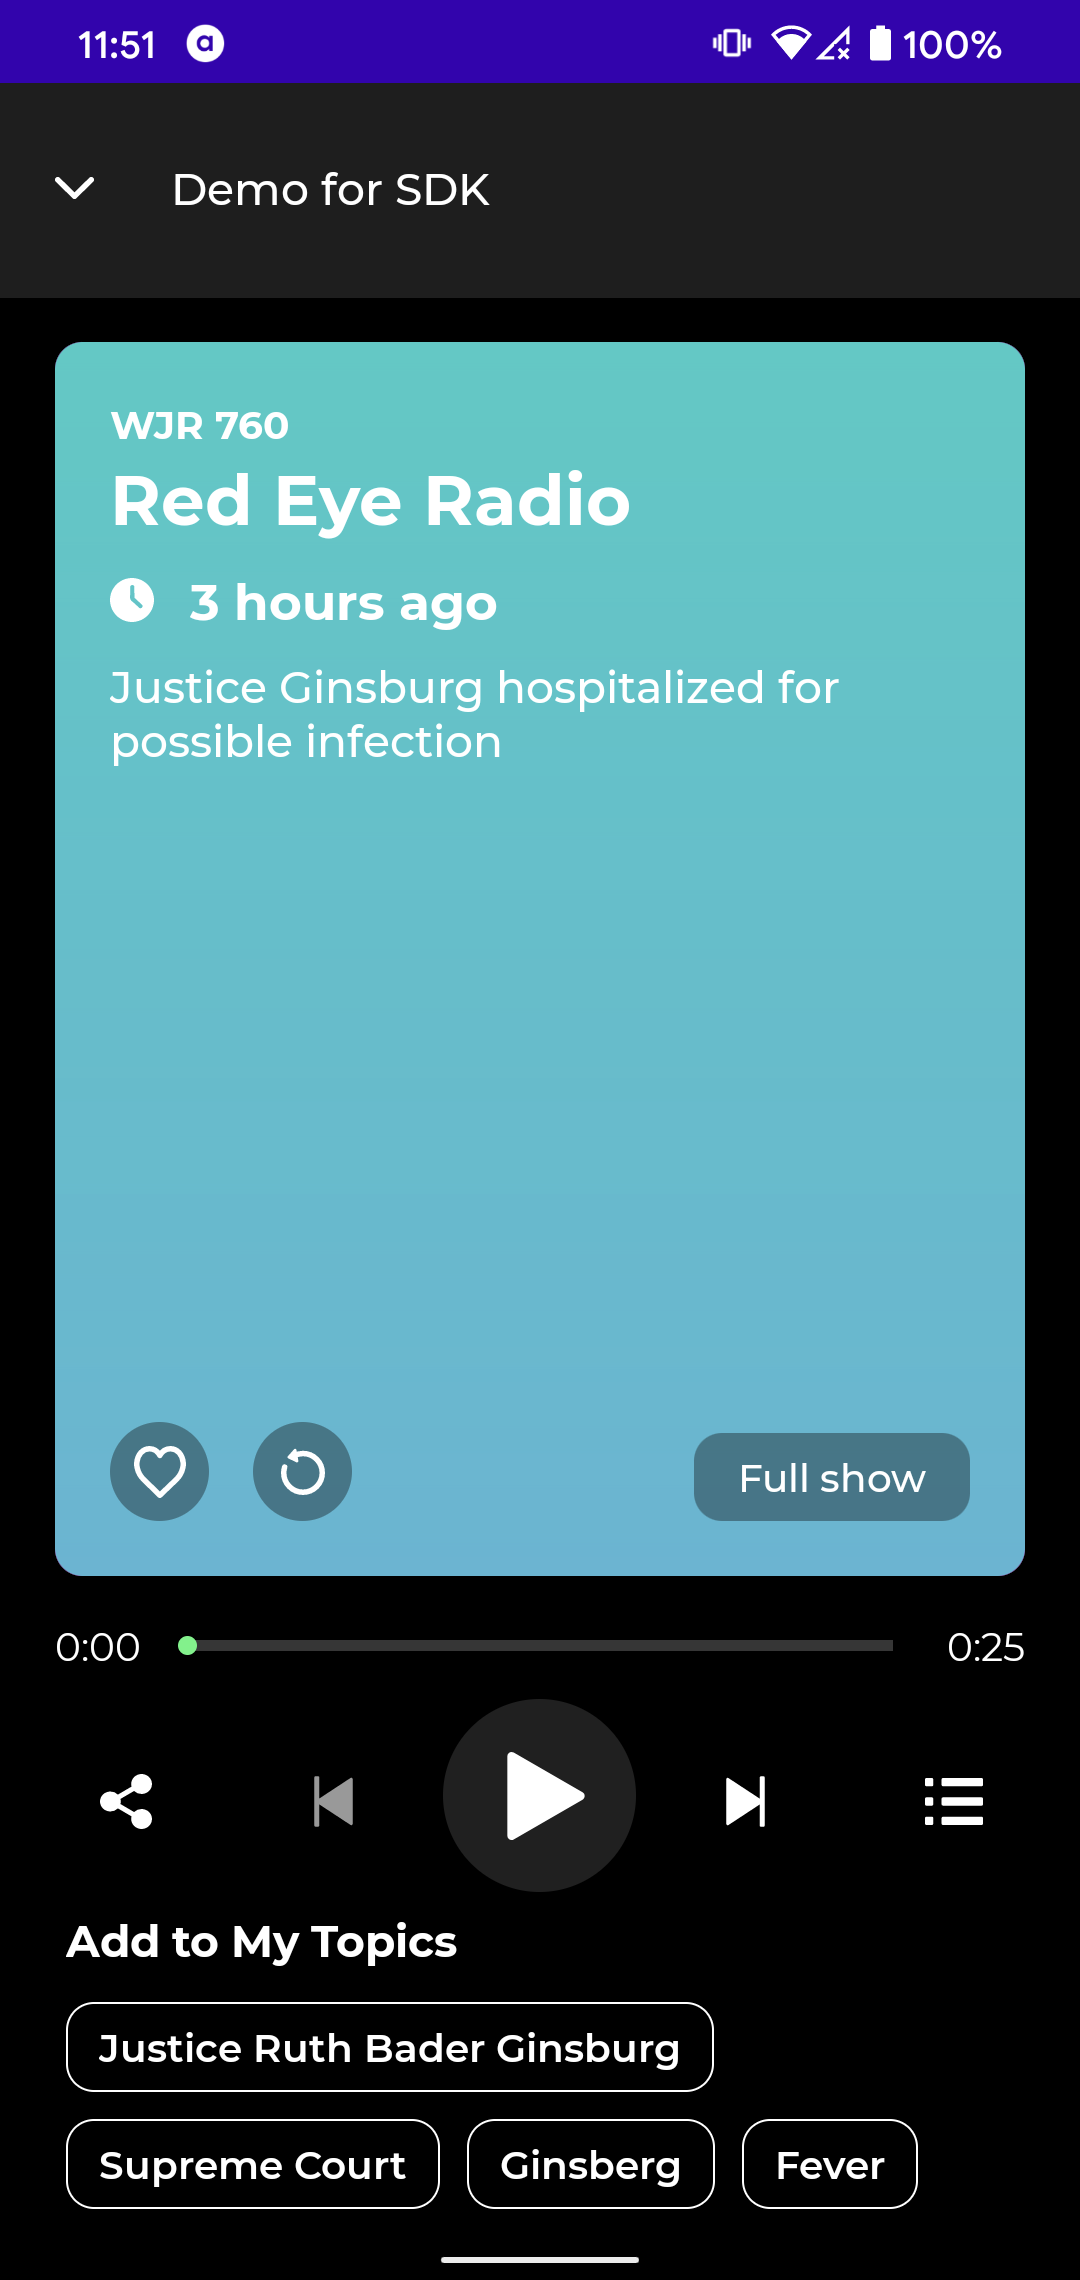 11:51 a 100%
Demo for SDK
WJR 760
Red Eye Radio
3 hours ago
Justice Ginsburg hospitalized for
possible infection
Full show
0:00 0:25
Add to My Topics
Justice Ruth Bader Ginsburg
Supreme Court Ginsberg Fever